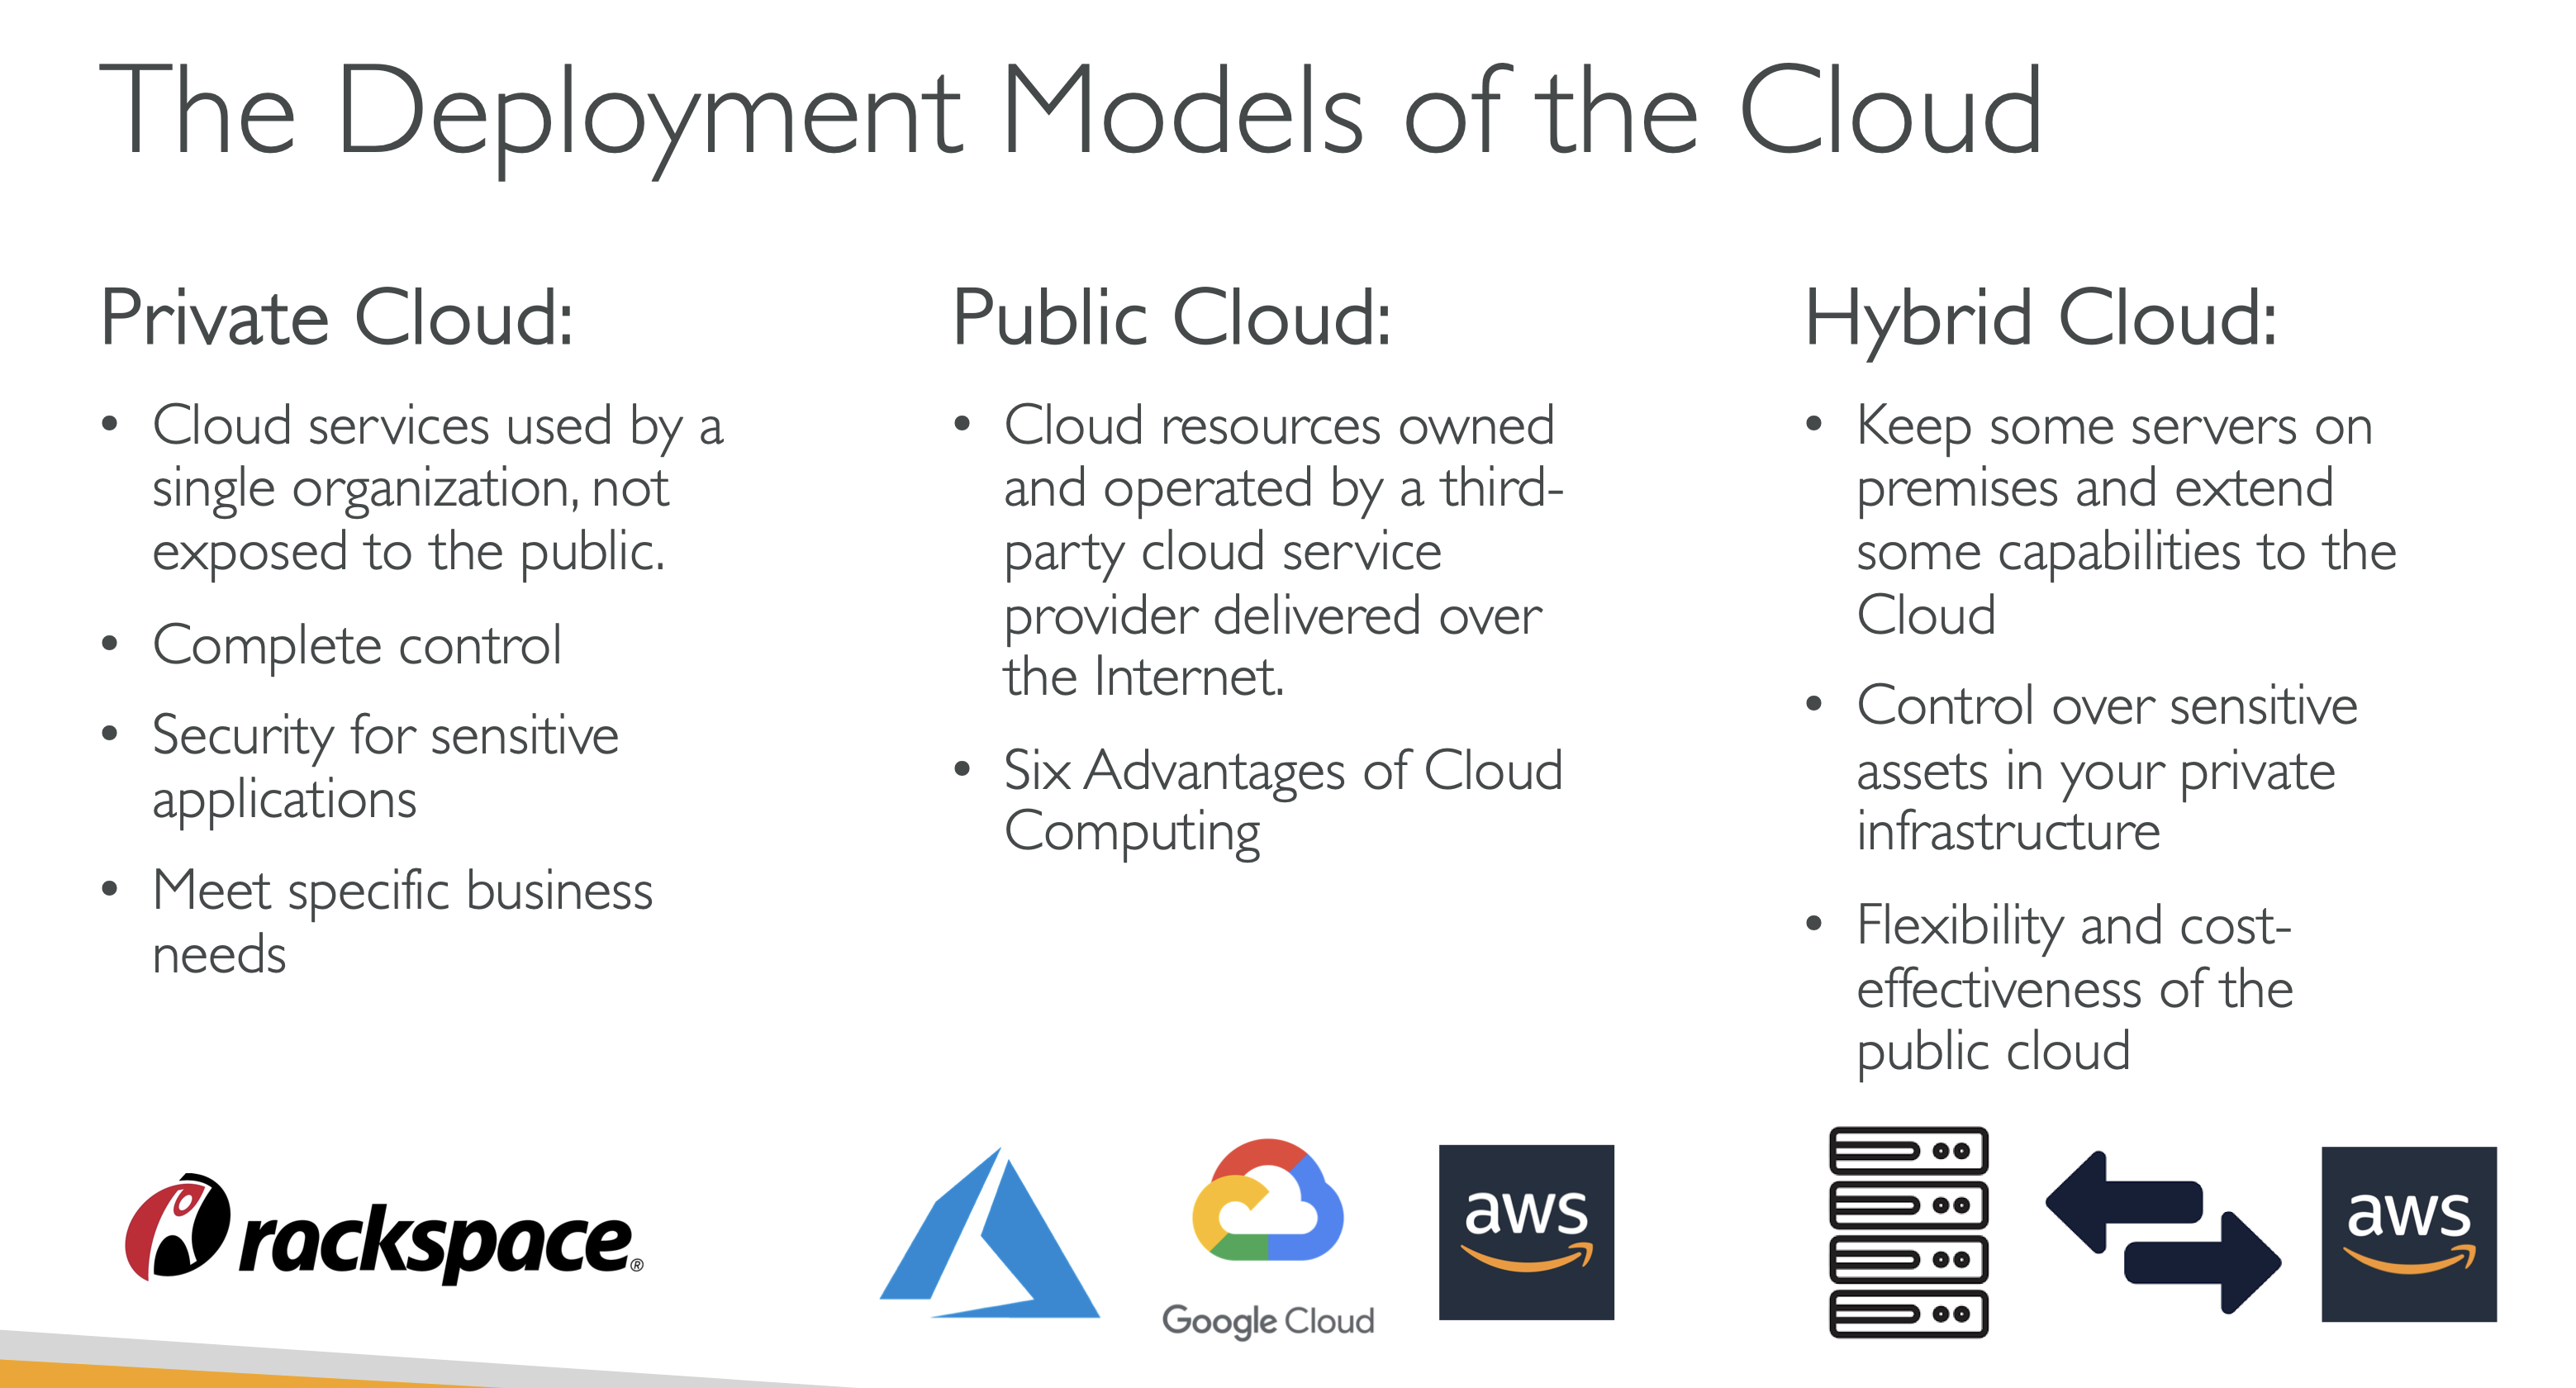 The Deployment Models of the Cloud
Private Cloud:
• Cloud services used by a
single organization, not
exposed to the public.
• Complete control
• Security for sensitive
applications
• Meet specific business
needs
rackspace®
Public Cloud:
• Cloud resources owned
and operated by a third-
party cloud service
provider delivered over
the Internet.
• Six Advantages of Cloud
Computing
Google Cloud
aws
Hybrid Cloud:
• Keep some servers on
premises and extend
some capabilities to the
Cloud
• Control over sensitive
assets in your private
infrastructure
• Flexibility and cost-
effectiveness of the
public cloud
aws